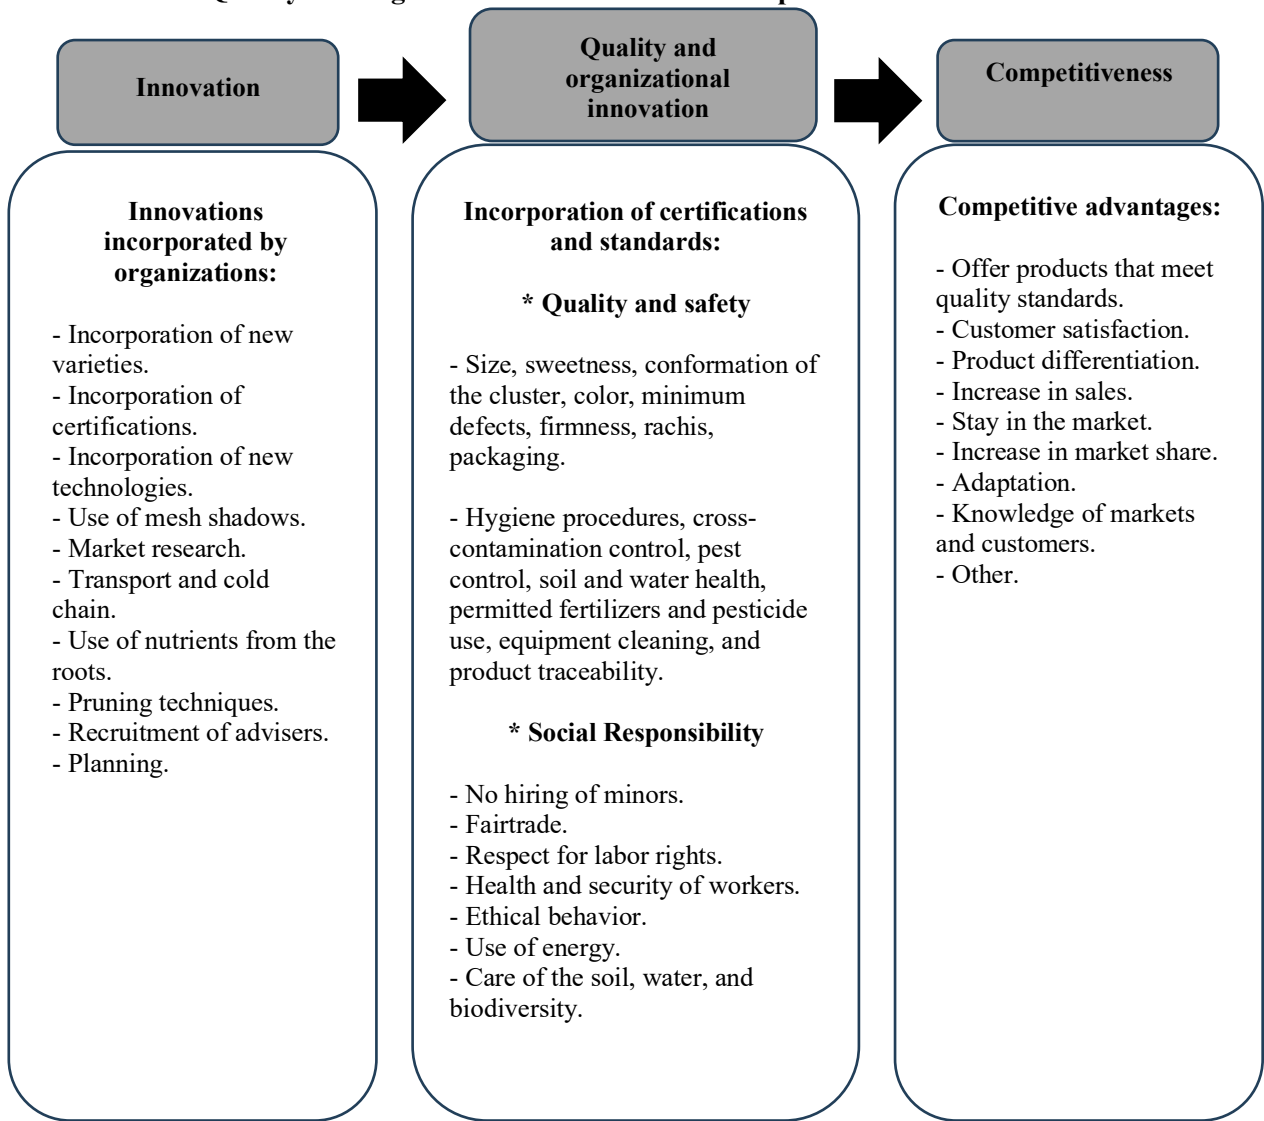 Innovation
Quality and
organizational
innovation
Competitiveness
Innovations
incorporated by
organizations:
- Incorporation of new
varieties.
- Incorporation of
certifications.
- Incorporation of new
technologies.
- Use of mesh shadows.
- Market research.
- Transport and cold
chain.
- Use of nutrients from the
roots.
- Pruning techniques.
- Recruitment of advisers.
- Planning.
Incorporation of certifications
and standards:
* Quality and safety
- Size, sweetness, conformation of
the cluster, color, minimum
defects, firmness, rachis,
packaging.
- Hygiene procedures, cross-
contamination control, pest
control, soil and water health,
permitted fertilizers and pesticide
use, equipment cleaning, and
product traceability.
* Social Responsibility
- No hiring of minors.
- Fairtrade.
- Respect for labor rights.
- Health and security of workers.
- Ethical behavior.
- Use of energy.
- Care of the soil, water, and
biodiversity.
Competitive advantages:
- Offer products that meet
quality standards.
- Customer satisfaction.
- Product differentiation.
- Increase in sales.
- Stay in the market.
- Increase in market share.
- Adaptation.
- Knowledge of markets
and customers.
- Other.